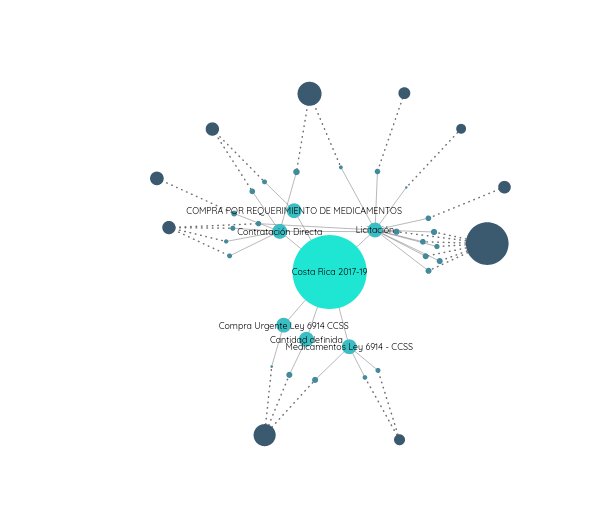 COMPRA POR REQUERIMIENTO DE MEDICAMENTOS
Contratación Directa
Licitación
Costa Rica 2017-19
Compra Urgente Ley 6914 CCSS
Cantidad definida
Medicamentos Ley 6914 - CCSS